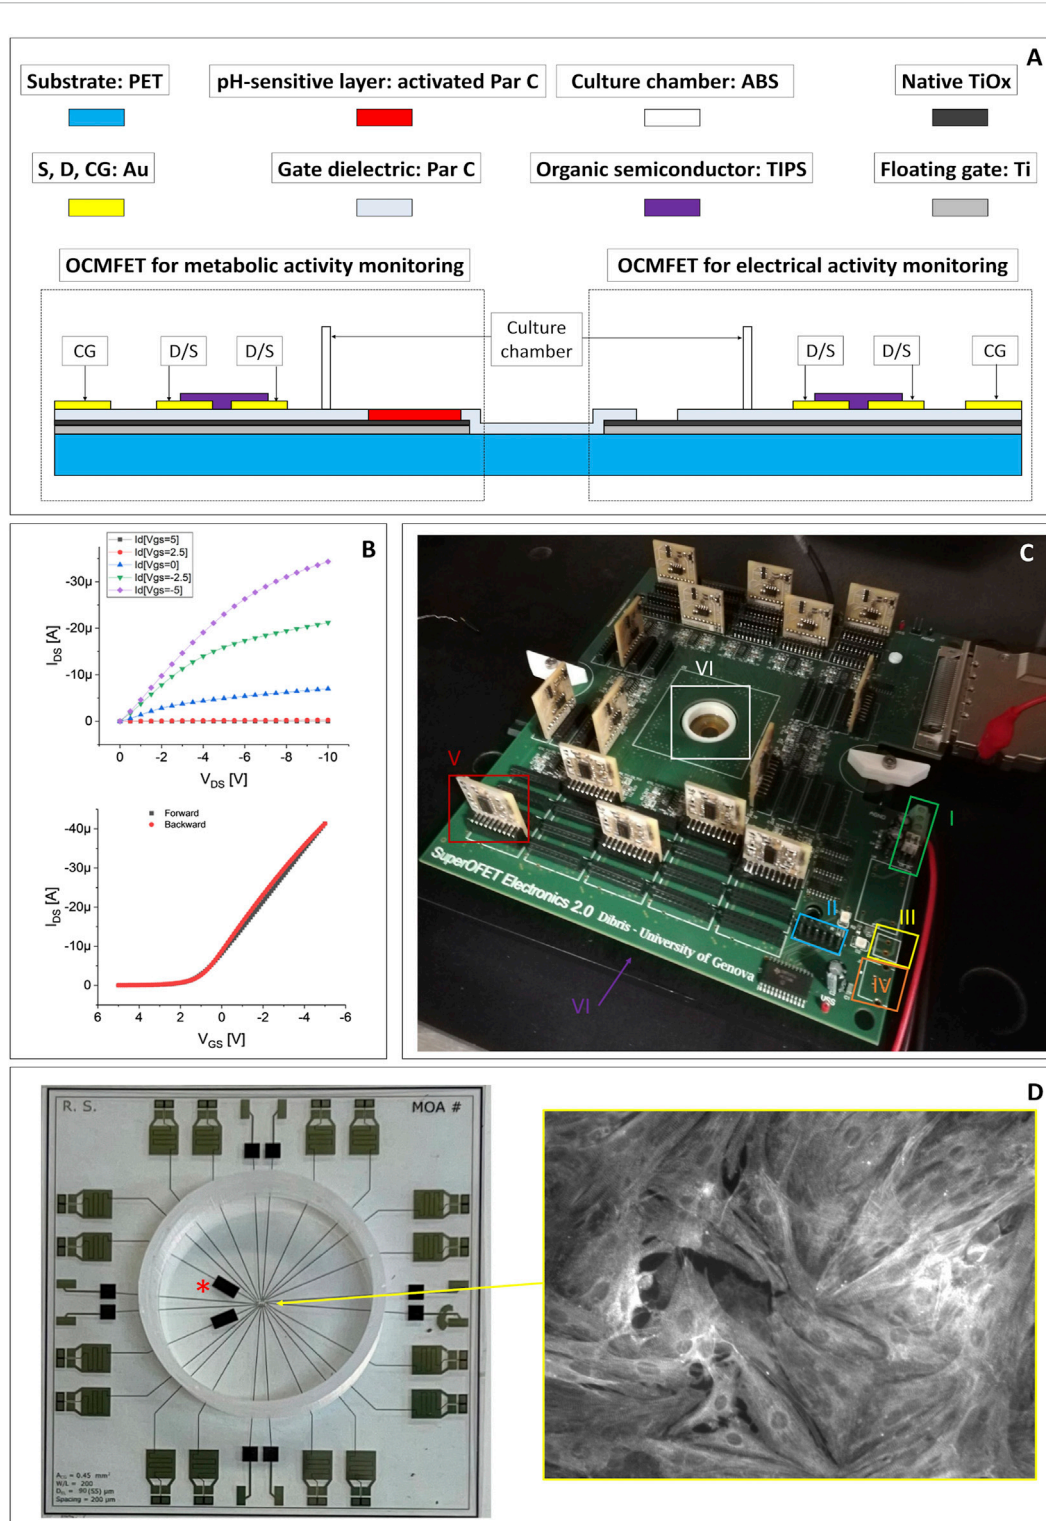 A
Substrate: PET
pH-sensitive layer: activated Par C
Culture chamber: ABS
Native TiOx
S, D, CG: Au
Gate dielectric: Par C
Organic semiconductor: TIPS
Floating gate: Ti
OCMFET for metabolic activity monitoring
OCMFET for electrical activity monitoring
CG
D/S
D/S
Culture
chamber
D/S
D/S
CG
B
Id[Vgs=5]
Id[Vgs=2.5]
Id[Vgs=0]
Id[Vgs=-2.5]
Id[Vgs=-5]
-30µ
-20µ
-10µ
0
IDS [A]
0
-2
-4
-6
-8
-10
VDS [V]
Forward
Backward
-40µ
-30µ
-20µ
-10µ
0
IDS [A]
6
4
2
0
-2
-4
-6
VGS [V]
C
VI
V
I
II
III
IV
VI
SuperOFET Electronics 2.0 Dibris - University of Genova
D
R. S.
MOA #
*
W/L = 200
Spacing = 200 µm